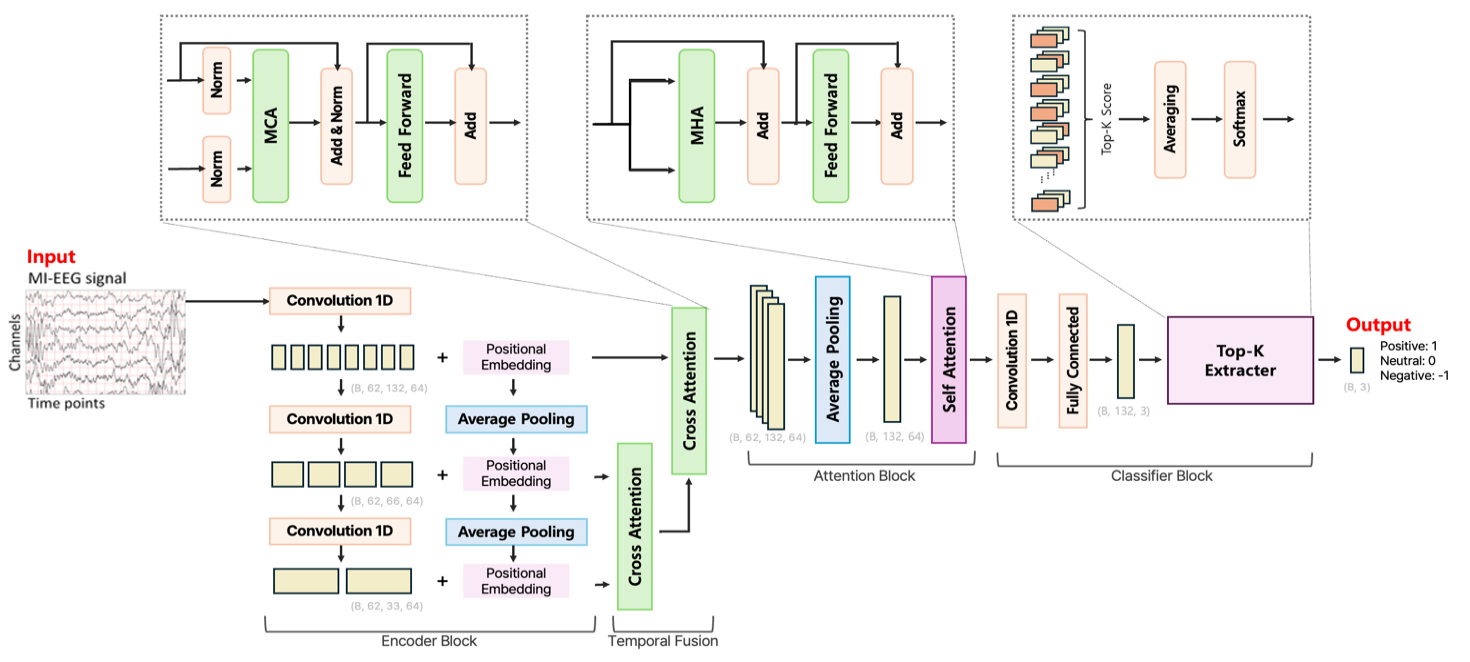 Norm
Norm
MCA
Add & Norm
Feed Forward
Add
MHA
Add
Feed Forward
Add
Top-K Score
Averaging
Softmax
Input
MI-EEG signal
Channels
Time points
Convolution 1D
+
Positional
Embedding
(B, 62, 132, 64)
Convolution 1D
Average Pooling
+
Positional
Embedding
(B, 62, 66, 64)
Convolution 1D
Average Pooling
+
Positional
Embedding
(B, 62, 33, 64)
Encoder Block
Cross Attention
Cross Attention
Temporal Fusion
(B, 62, 132, 64)
Average Pooling
(B, 132, 64)
Self Attention
Attention Block
Convolution 1D
Fully Connected
(B, 132, 3)
Top-K
Extracter
Classifier Block
Output
Positive: 1
Neutral: 0
Negative: -1
(B, 3)